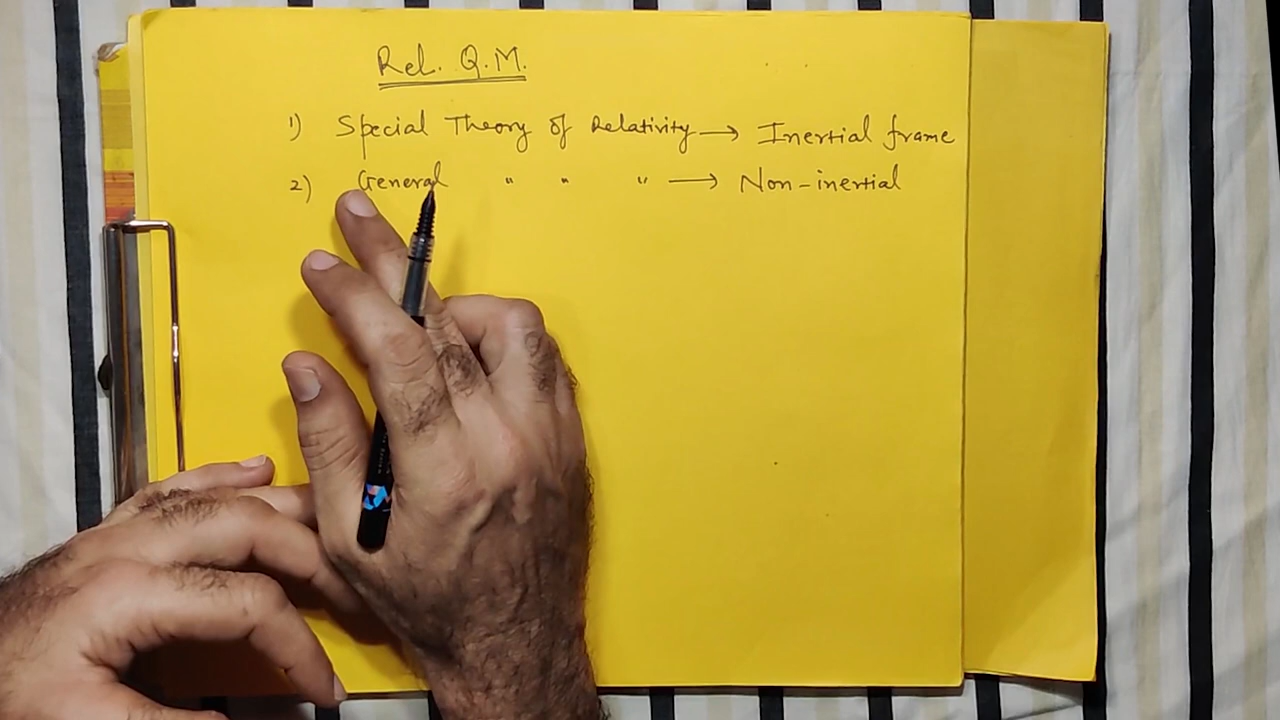 Rel. Q.M.
1) Special Theory of Relativity → Inertial frame
2) General " " " → Non-inertial